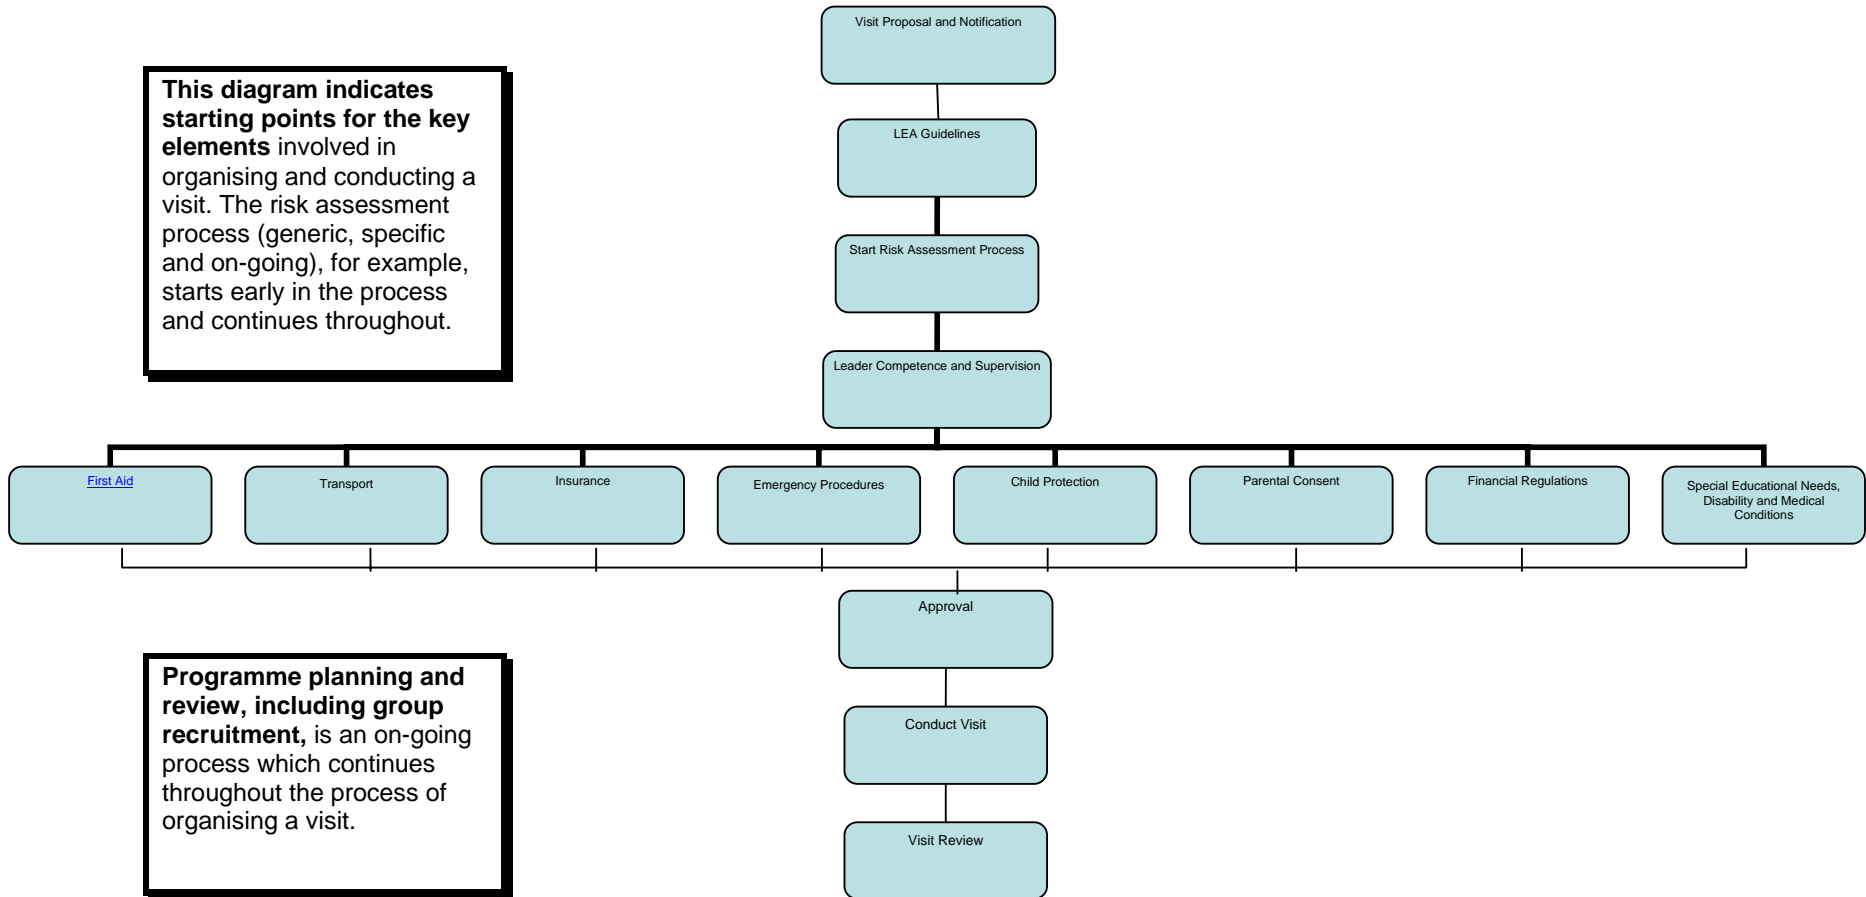 Visit Proposal and Notification
This diagram indicates
starting points for the key
elements involved in
organising and conducting a
visit. The risk assessment
process (generic, specific
and on-going), for example,
starts early in the process
and continues throughout.
LEA Guidelines
Start Risk Assessment Process
Leader Competence and Supervision
First Aid
Transport
Insurance
Emergency Procedures
Child Protection
Parental Consent
Financial Regulations
Special Educational Needs,
Disability and Medical
Conditions
Approval
Programme planning and
review, including group
recruitment, is an on-going
process which continues
throughout the process of
organising a visit.
Conduct Visit
Visit Review